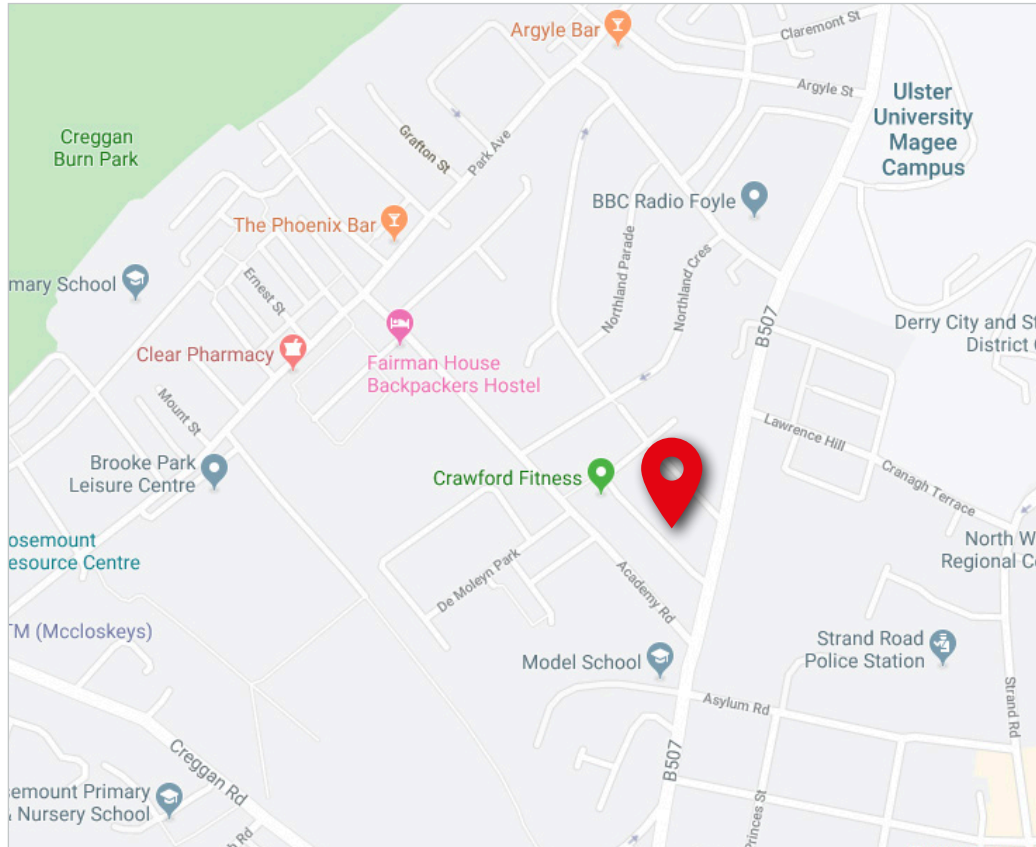 Argyle Bar
Claremont St
Argyle St
Ulster
University
Magee
Campus
Creggan
Burn Park
Grafton St
Park Ave
BBC Radio Foyle
The Phoenix Bar
Northland Parade
Northland Cres
mary School
Ernest St
B507
Derry City and St
District C
Clear Pharmacy
Fairman House
Backpackers Hostel
Mount St
Lawrence Hill
Brooke Park
Leisure Centre
Crawford Fitness
Cranagh Terrace
osemount
esource Centre
North W
Regional Co
De Moleyn Park
Academy Rd
TM (Mccloskeys)
Strand Road
Police Station
Model School
Asylum Rd
Strand Rd
Creggan Rd
B507
emount Primary
Nursery School
Princes St
h Rd